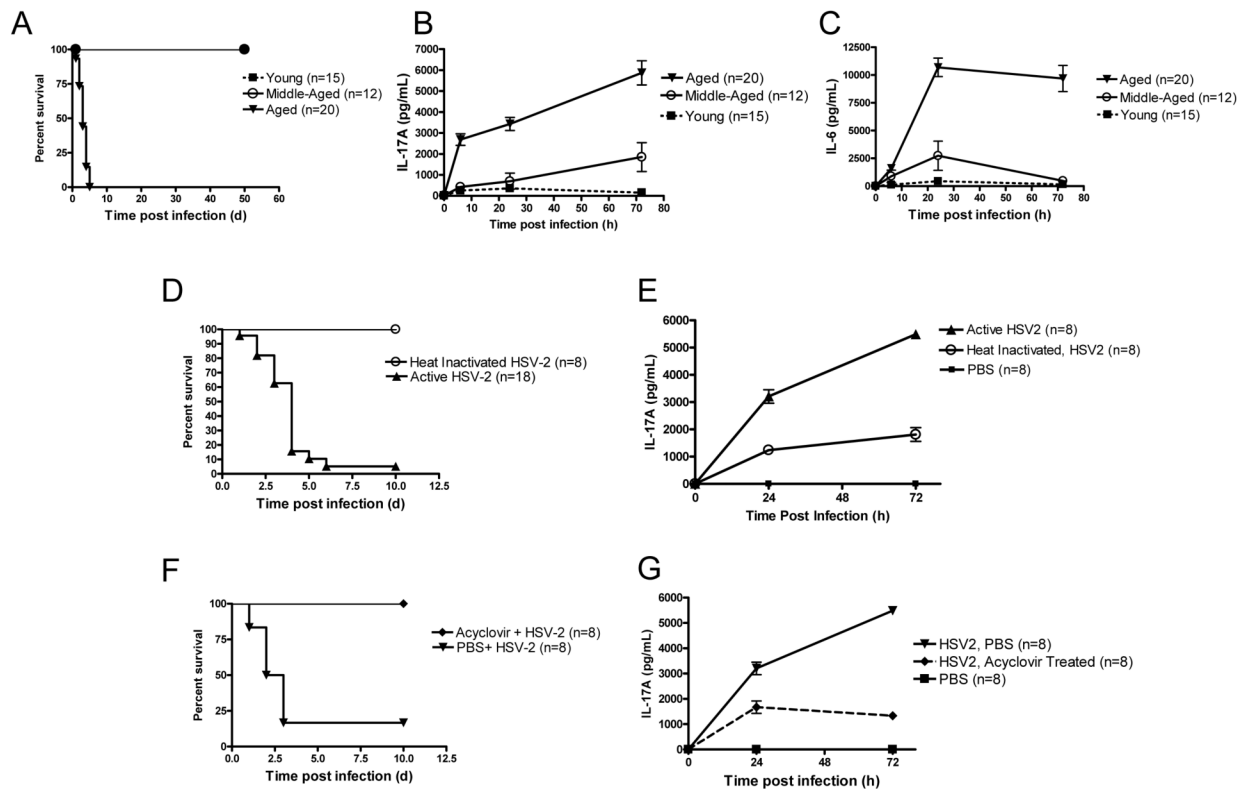 A
Percent survival
100
75
50
25
0
0 10 20 30 40 50 60
Time post infection (d)
Young (n=15)
Middle-Aged (n=12)
Aged (n=20)
B
IL-17A (pg/mL)
7000
6000
5000
4000
3000
2000
1000
0
0 10 20 30 40 50 60 70 80
Time post infection (h)
Aged (n=20)
Middle-Aged (n=12)
Young (n=15)
C
IL-6 (pg/mL)
12500
10000
7500
5000
2500
0
0 10 20 30 40 50 60 70 80
Time post infection (h)
Aged (n=20)
Middle-Aged (n=12)
Young (n=15)
D
Percent survival
100
90
80
70
60
50
40
30
20
10
0
0.0 2.5 5.0 7.5 10.0 12.5
Time post infection (d)
Heat Inactivated HSV-2 (n=8)
Active HSV-2 (n=18)
E
IL-17A (pg/mL)
6000
5000
4000
3000
2000
1000
0
0 24 48 72
Time Post Infection (h)
Active HSV2 (n=8)
Heat Inactivated, HSV2 (n=8)
PBS (n=8)
F
Percent survival
100
75
50
25
0
0.0 2.5 5.0 7.5 10.0 12.5
Time post infection (d)
Acyclovir + HSV-2 (n=8)
PBS+ HSV-2 (n=8)
G
IL-17A (pg/mL)
6000
5000
4000
3000
2000
1000
0
0 24 48 72
Time post infection (h)
HSV2, PBS (n=8)
HSV2, Acyclovir Treated (n=8)
PBS (n=8)